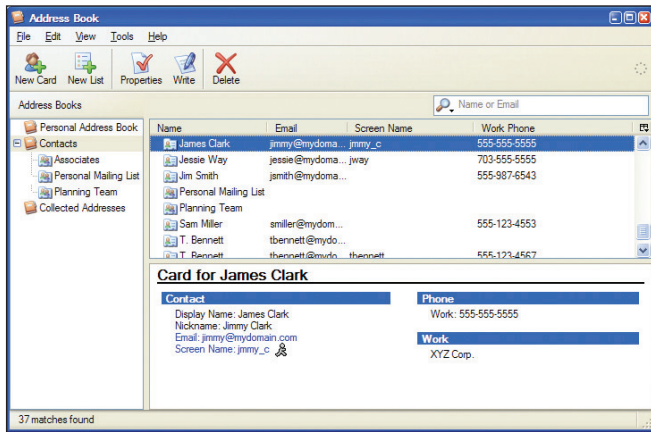 Address Book
File Edit View Tools Help
New Card New List Properties Write Delete
Address Books Name or Email
Personal Address Book
Contacts
Associates
Personal Mailing List
Planning Team
Collected Addresses
Name Email Screen Name Work Phone
James Clark jimmy@mydoma... jimmy_c 555-555-5555
Jessie Way jessie@mydoma... jway 703-555-5555
Jim Smith jsmith@mydoma... 555-987-6543
Personal Mailing List
Planning Team
Sam Miller smiller@mydom... 555-123-4553
T. Bennett tbennett@mydo...
T. Bennett tbennett@mydo... tbennett 555-123-4567
Card for James Clark
Contact
Display Name: James Clark
Nickname: Jimmy Clark
Email: jimmy@mydomain.com
Screen Name: jmmy_c
Phone
Work: 555-555-5555
Work
XYZ Corp.
37 matches found